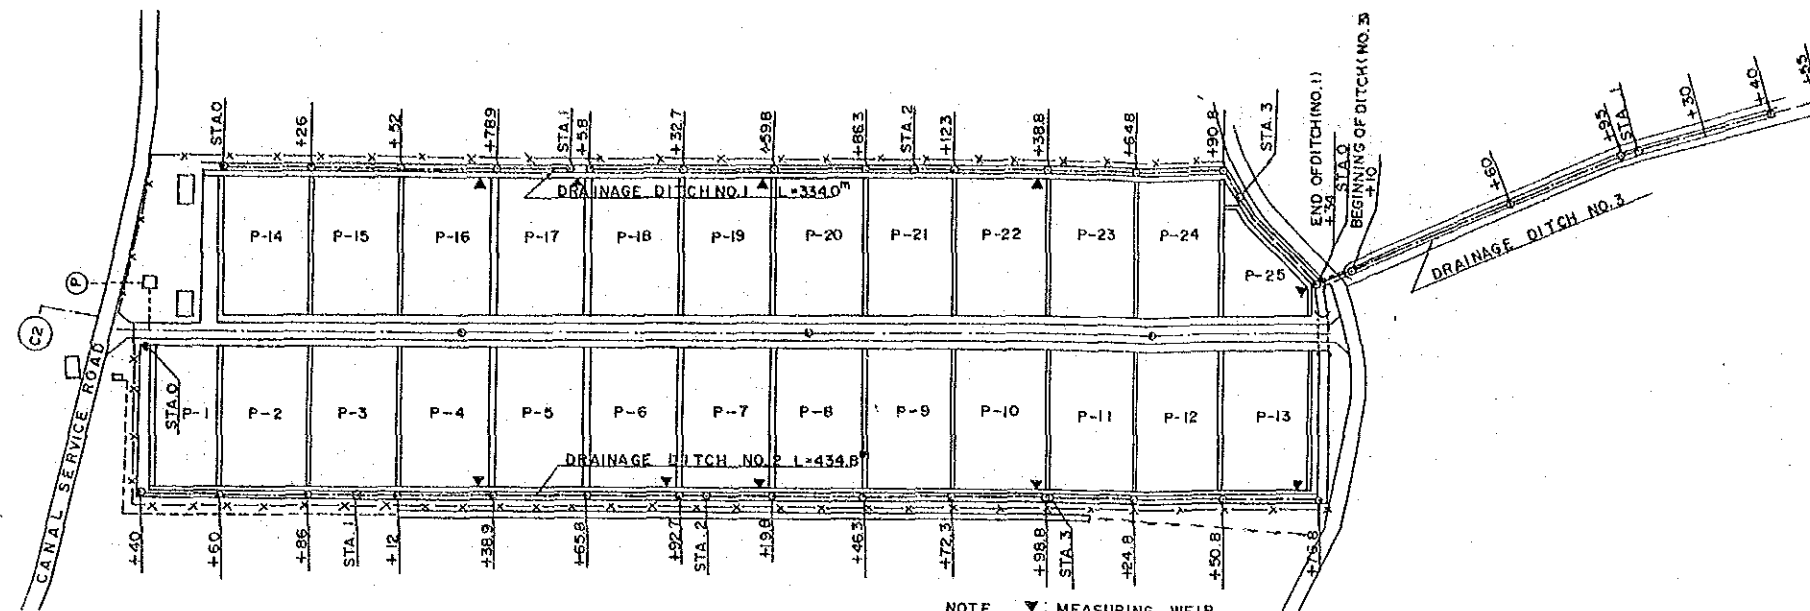 STA.0
+26
+52
+78.9
STA.1
+5.8
+32.7
+59.8
+86.3
STA.2
+12.3
+38.8
+64.8
+90.8
STA.3
END OF DITCH (NO.1)
+34
STA.0
BEGINNING OF DITCH (NO.3)
+10
+60
+95
STA.1
+30
+40
+55
DRAINAGE DITCH NO.1 L=334.0m
DRAINAGE DITCH NO.3
P-14
P-15
P-16
P-17
P-18
P-19
P-20
P-21
P-22
P-23
P-24
P-25
P
C2
CANAL SERVICE ROAD
STA.0
P-1
P-2
P-3
P-4
P-5
P-6
P-7
P-8
P-9
P-10
P-11
P-12
P-13
DRAINAGE DITCH NO.2 L=434.8
+40
+60
+86
STA.1
+12
+38.9
+65.8
+92.7
STA.2
+19.8
+46.3
+72.3
+98.8
STA.3
+24.8
+50.8
+76.8
NOTE ▼: MEASURING WEIR